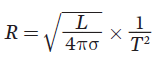 R = √(L / 4πσ) × 1 / T²